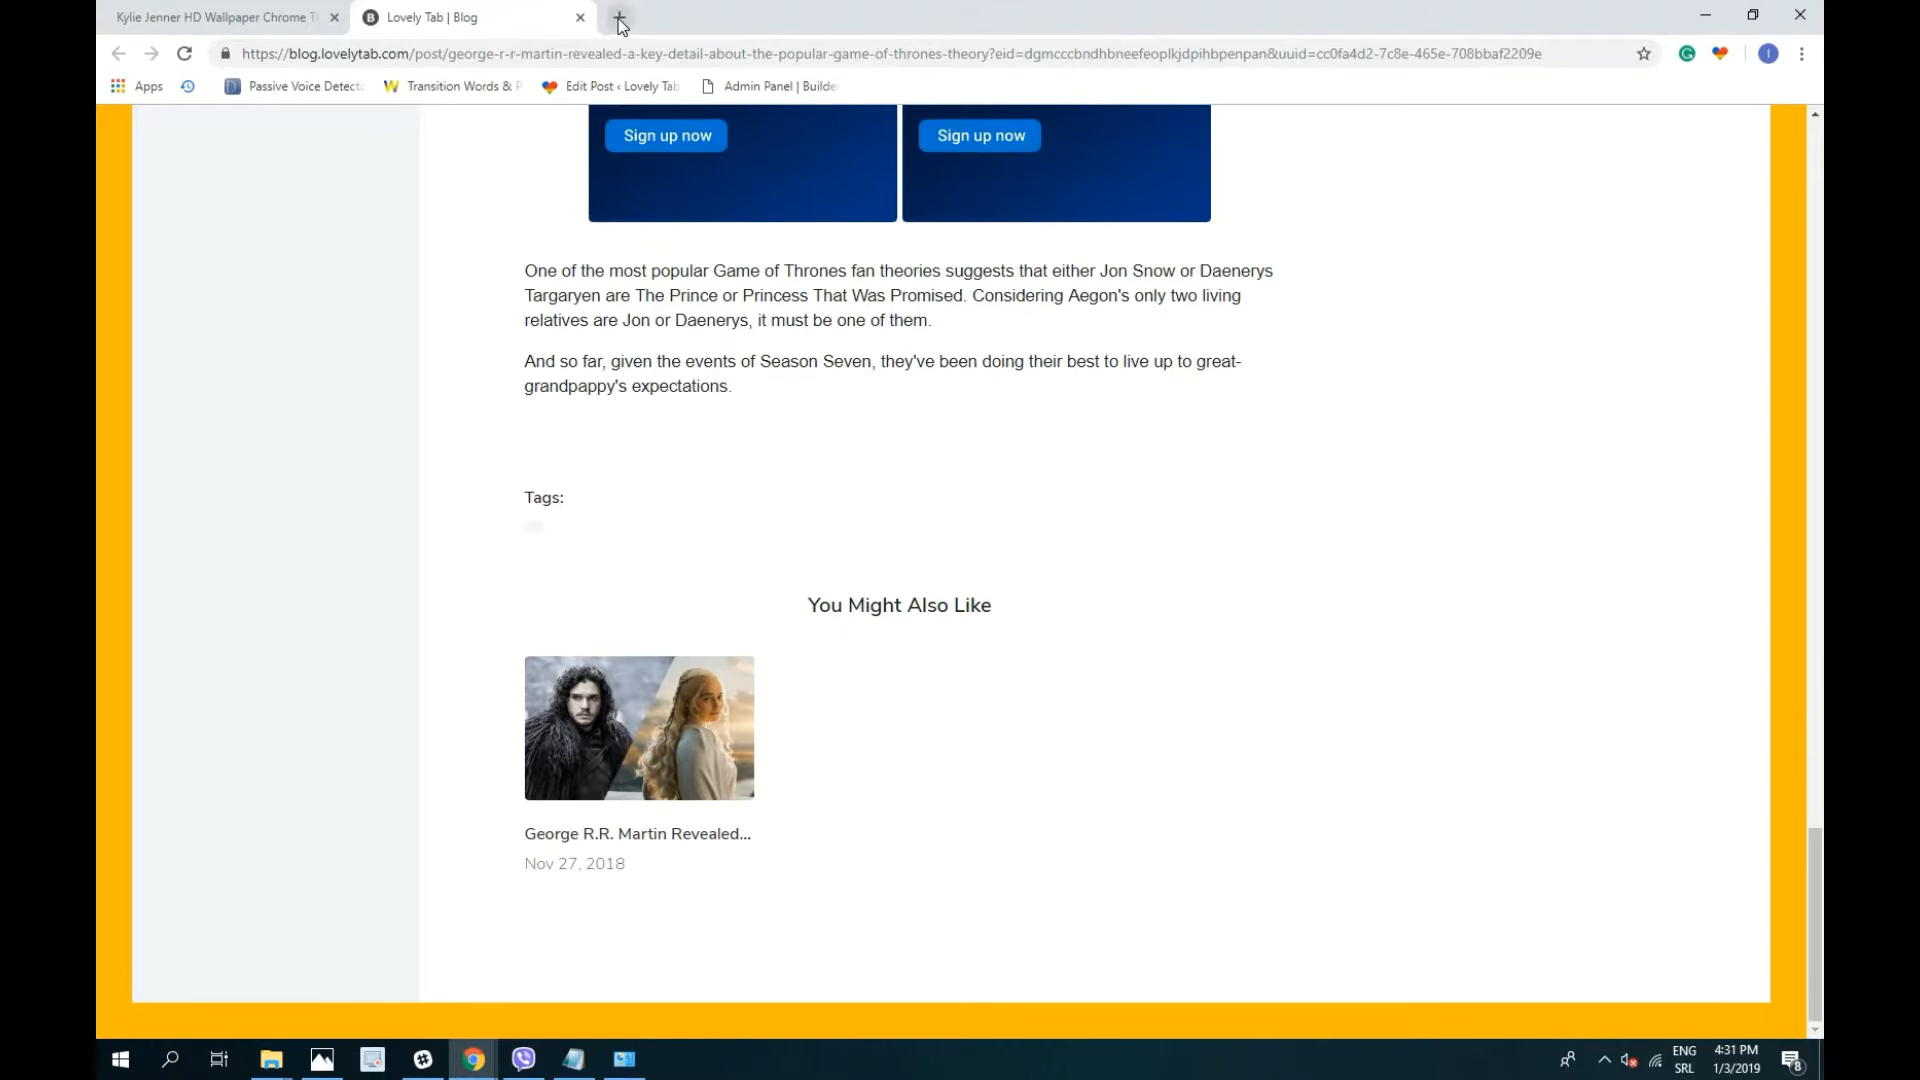 Kylie Jenner HD Wallpaper Chrome T
Lovely Tab | Blog
https://blog.lovelytab.com/post/george-r-r-martin-revealed-a-key-detail-about-the-popular-game-of-thrones-theory?eid=dgmcccbndhbneefeoplkjdpihbpenpan&uuid=cc0fa4d2-7c8e-465e-708bbaf2209e
Apps
Passive Voice Detect
Transition Words & P
Edit Post ‹ Lovely Tab
Admin Panel | Builde
Sign up now
Sign up now
One of the most popular Game of Thrones fan theories suggests that either Jon Snow or Daenerys
Targaryen are The Prince or Princess That Was Promised. Considering Aegon's only two living
relatives are Jon or Daenerys, it must be one of them.
And so far, given the events of Season Seven, they've been doing their best to live up to great-
grandpappy's expectations.
Tags:
You Might Also Like
George R.R. Martin Revealed...
Nov 27, 2018
ENG
SRL
4:31 PM
1/3/2019
8